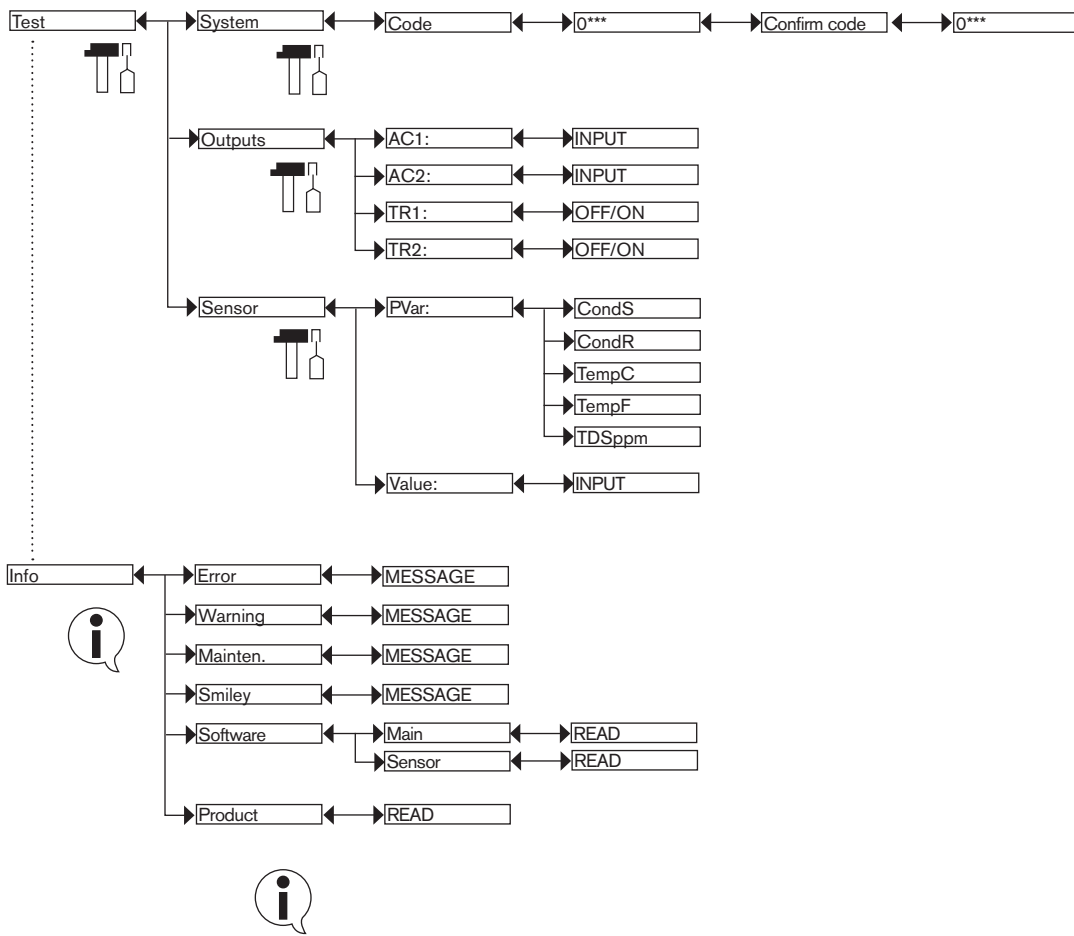 Test System Code 0*** Confirm code 0***
Outputs AC1: INPUT
AC2: INPUT
TR1: OFF/ON
TR2: OFF/ON
Sensor PVar: CondS
CondR
TempC
TempF
TDSppm
Value: INPUT
Info Error MESSAGE
Warning MESSAGE
Mainten. MESSAGE
Smiley MESSAGE
Software Main READ
Sensor READ
Product READ